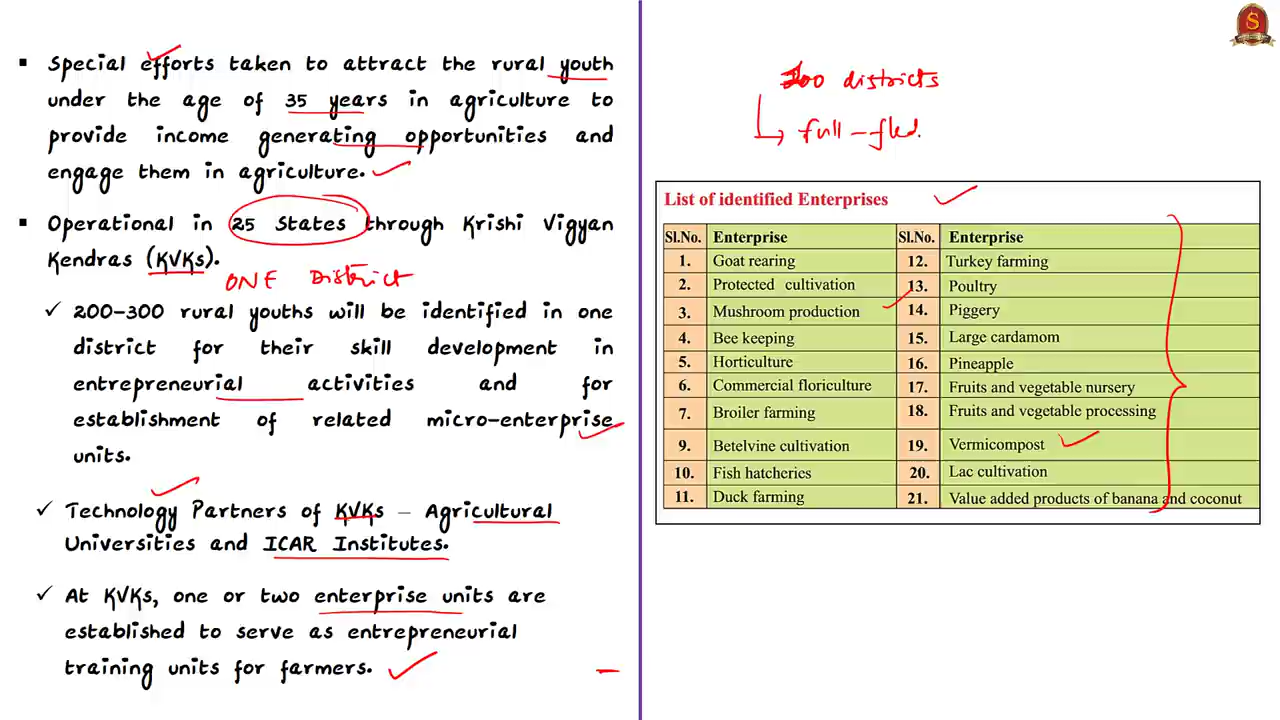 ▪ Special efforts taken to attract the rural youth
under the age of 35 years in agriculture to
provide income generating opportunities and
engage them in agriculture.
▪ Operational in 25 States through Krishi Vigyan
Kendras (KVKs).
ONE District
✓ 200-300 rural youths will be identified in one
district for their skill development in
entrepreneurial activities and for
establishment of related micro-enterprise
units.
✓ Technology Partners of KVKs – Agricultural
Universities and ICAR Institutes.
✓ At KVKs, one or two enterprise units are
established to serve as entrepreneurial
training units for farmers.
districts
full-fled.
List of identified Enterprises
Sl.No. Enterprise Sl.No. Enterprise
1. Goat rearing 12. Turkey farming
2. Protected cultivation 13. Poultry
3. Mushroom production 14. Piggery
4. Bee keeping 15. Large cardamom
5. Horticulture 16. Pineapple
6. Commercial floriculture 17. Fruits and vegetable nursery
7. Broiler farming 18. Fruits and vegetable processing
9. Betelvine cultivation 19. Vermicompost
10. Fish hatcheries 20. Lac cultivation
11. Duck farming 21. Value added products of banana and coconut
S